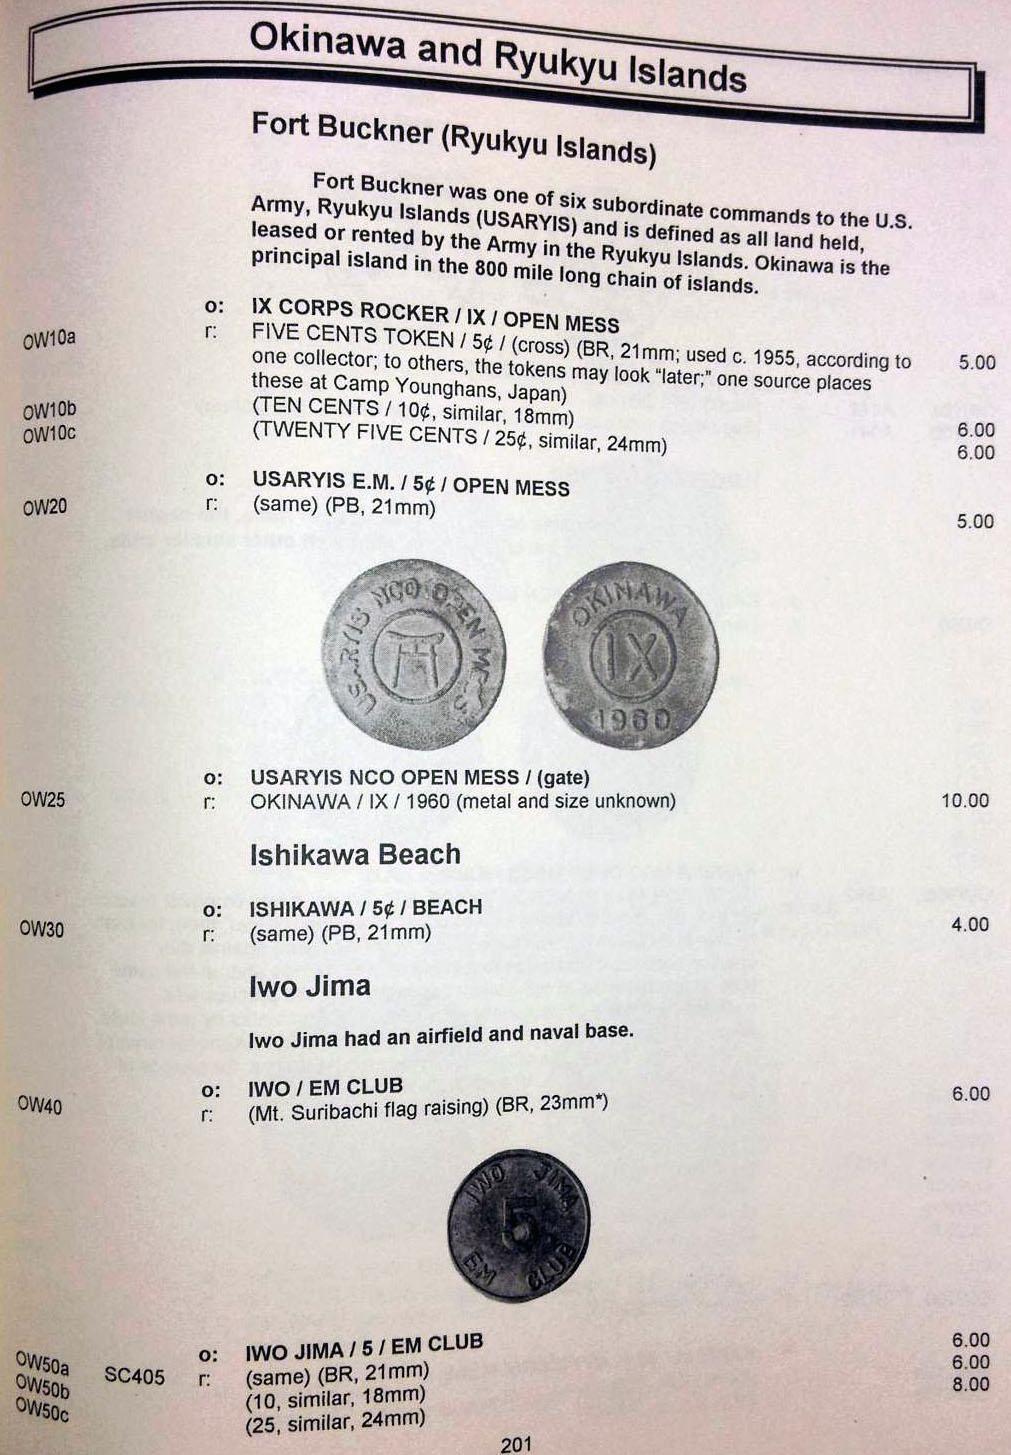 Okinawa and Ryukyu Islands
Fort Buckner (Ryukyu Islands)
Fort Buckner was one of six subordinate commands to the U.S.
Army, Ryukyu Islands (USARYIS) and is defined as all land held,
leased or rented by the Army in the Ryukyu Islands. Okinawa is the
principal island in the 800 mile long chain of islands.
o: IX CORPS ROCKER / IX / OPEN MESS
OW10a r: FIVE CENTS TOKEN / 5¢ / (cross) (BR, 21mm; used c. 1955, according to 5.00
one collector; to others, the tokens may look "later;" one source places
these at Camp Younghans, Japan)
OW10b (TEN CENTS / 10¢, similar, 18mm) 6.00
OW10c (TWENTY FIVE CENTS / 25¢, similar, 24mm) 6.00
o: USARYIS E.M. / 5¢ / OPEN MESS
OW20 r: (same) (PB, 21mm) 5.00
USARYIS NCO OPEN MESS
OKINAWA
IX
1960
o: USARYIS NCO OPEN MESS / (gate)
OW25 r: OKINAWA / IX / 1960 (metal and size unknown) 10.00
Ishikawa Beach
o: ISHIKAWA / 5¢ / BEACH
OW30 r: (same) (PB, 21mm) 4.00
Iwo Jima
Iwo Jima had an airfield and naval base.
o: IWO / EM CLUB
OW40 r: (Mt. Suribachi flag raising) (BR, 23mm*) 6.00
IWO JIMA
5
EM CLUB
o: IWO JIMA / 5 / EM CLUB
OW50a SC405 r: (same) (BR, 21mm) 6.00
OW50b (10, similar, 18mm) 6.00
OW50c (25, similar, 24mm) 8.00
201